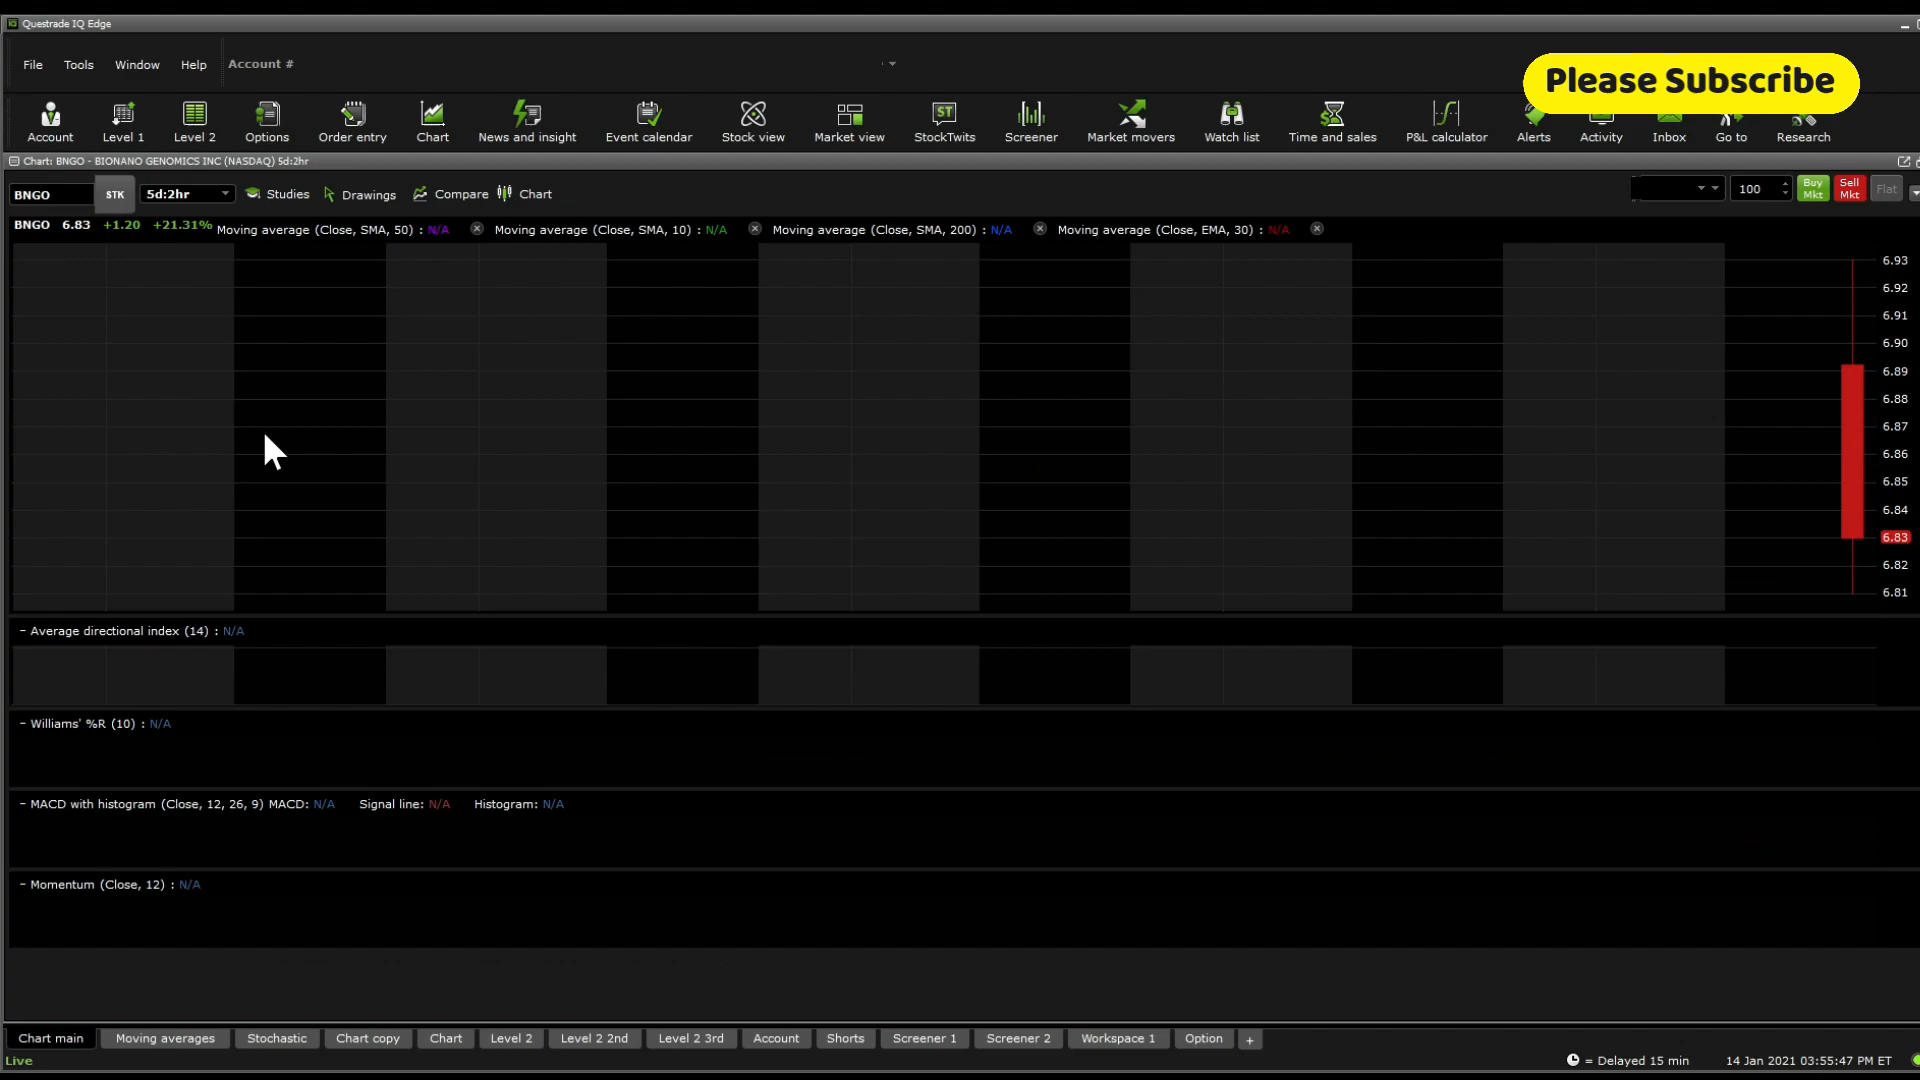 Questrade IQ Edge
File Tools Window Help Account #
Please Subscribe
Account Level 1 Level 2 Options Order entry Chart News and insight Event calendar Stock view Market view StockTwits Screener Market movers Watch list Time and sales P&L calculator Alerts Activity Inbox Go to Research
Chart: BNGO - BIONANO GENOMICS INC (NASDAQ) 5d:2hr
BNGO STK 5d:2hr Studies Drawings Compare Chart 100 Buy Mkt Sell Mkt Flat
BNGO 6.83 +1.20 +21.31% Moving average (Close, SMA, 50) : N/A Moving average (Close, SMA, 10) : N/A Moving average (Close, SMA, 200) : N/A Moving average (Close, EMA, 30) : N/A
6.93
6.92
6.91
6.90
6.89
6.88
6.87
6.86
6.85
6.84
6.83
6.82
6.81
- Average directional index (14) : N/A
- Williams' %R (10) : N/A
- MACD with histogram (Close, 12, 26, 9) MACD: N/A Signal line: N/A Histogram: N/A
- Momentum (Close, 12) : N/A
Chart main Moving averages Stochastic Chart copy Chart Level 2 Level 2 2nd Level 2 3rd Account Shorts Screener 1 Screener 2 Workspace 1 Option +
Live = Delayed 15 min 14 Jan 2021 03:55:47 PM ET